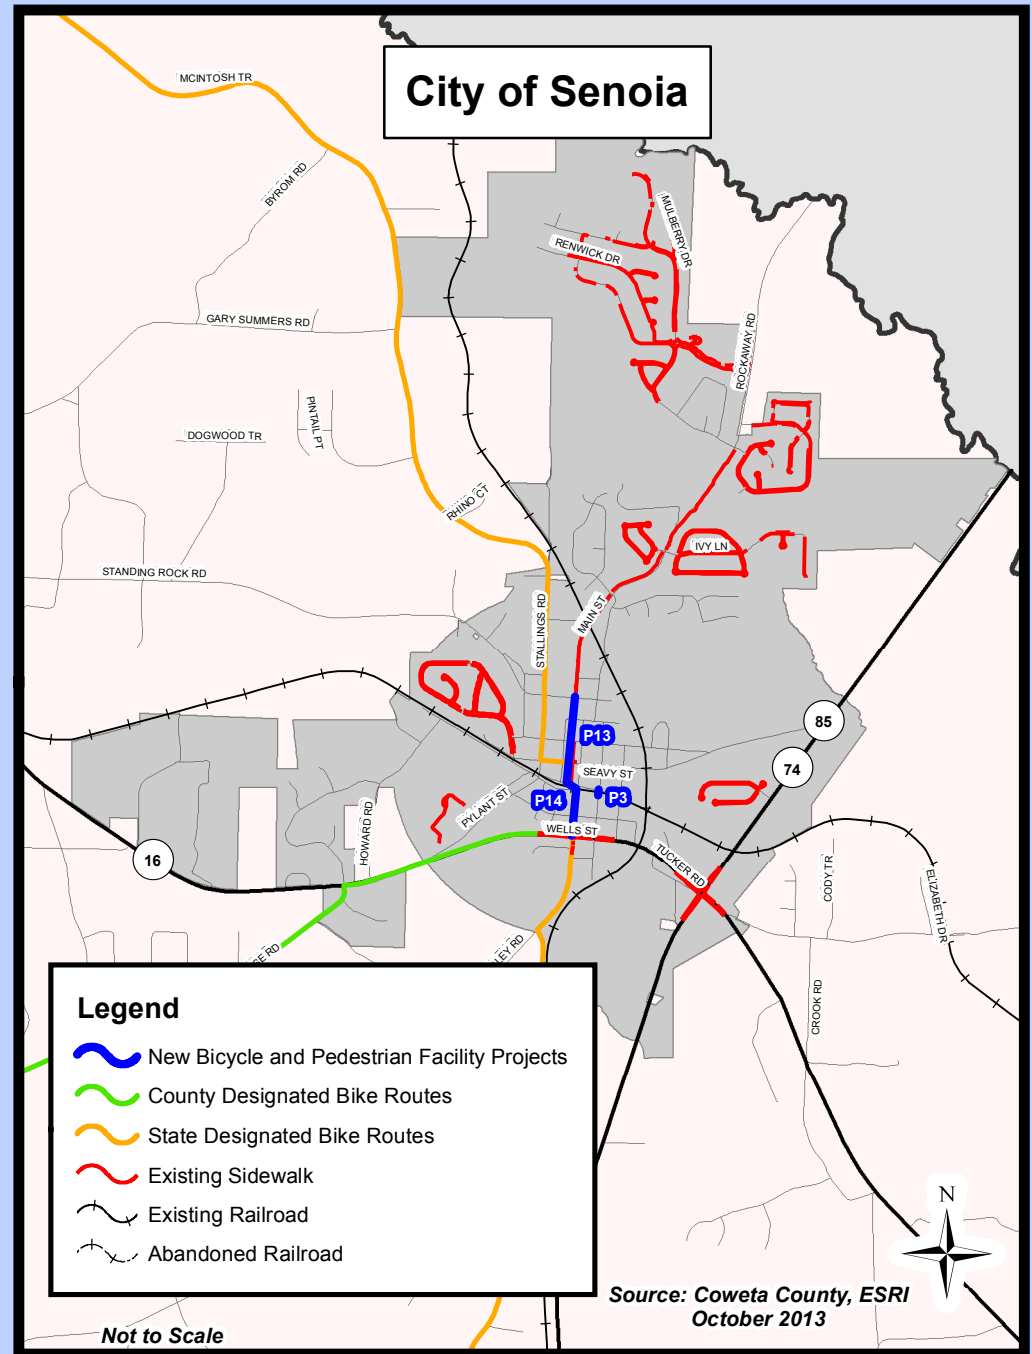 City of Senoia
MCINTOSH TR
BYROM RD
MULBERRY DR
RENWICK DR
GARY SUMMERS RD
ROCKAWAY RD
PINTAIL PT
DOGWOOD TR
RHINO CT
IVY LN
STANDING ROCK RD
STALLINGS RD
MAIN ST
85
P13
74
SEAVY ST
P14
P3
PYLANT ST
HOWARD RD
WELLS ST
16
TUCKER RD
CODY TR
ELIZABETH DR
SE RD
LEY RD
CROOK RD
Legend
New Bicycle and Pedestrian Facility Projects
County Designated Bike Routes
State Designated Bike Routes
Existing Sidewalk
Existing Railroad
Abandoned Railroad
N
Source: Coweta County, ESRI
October 2013
Not to Scale